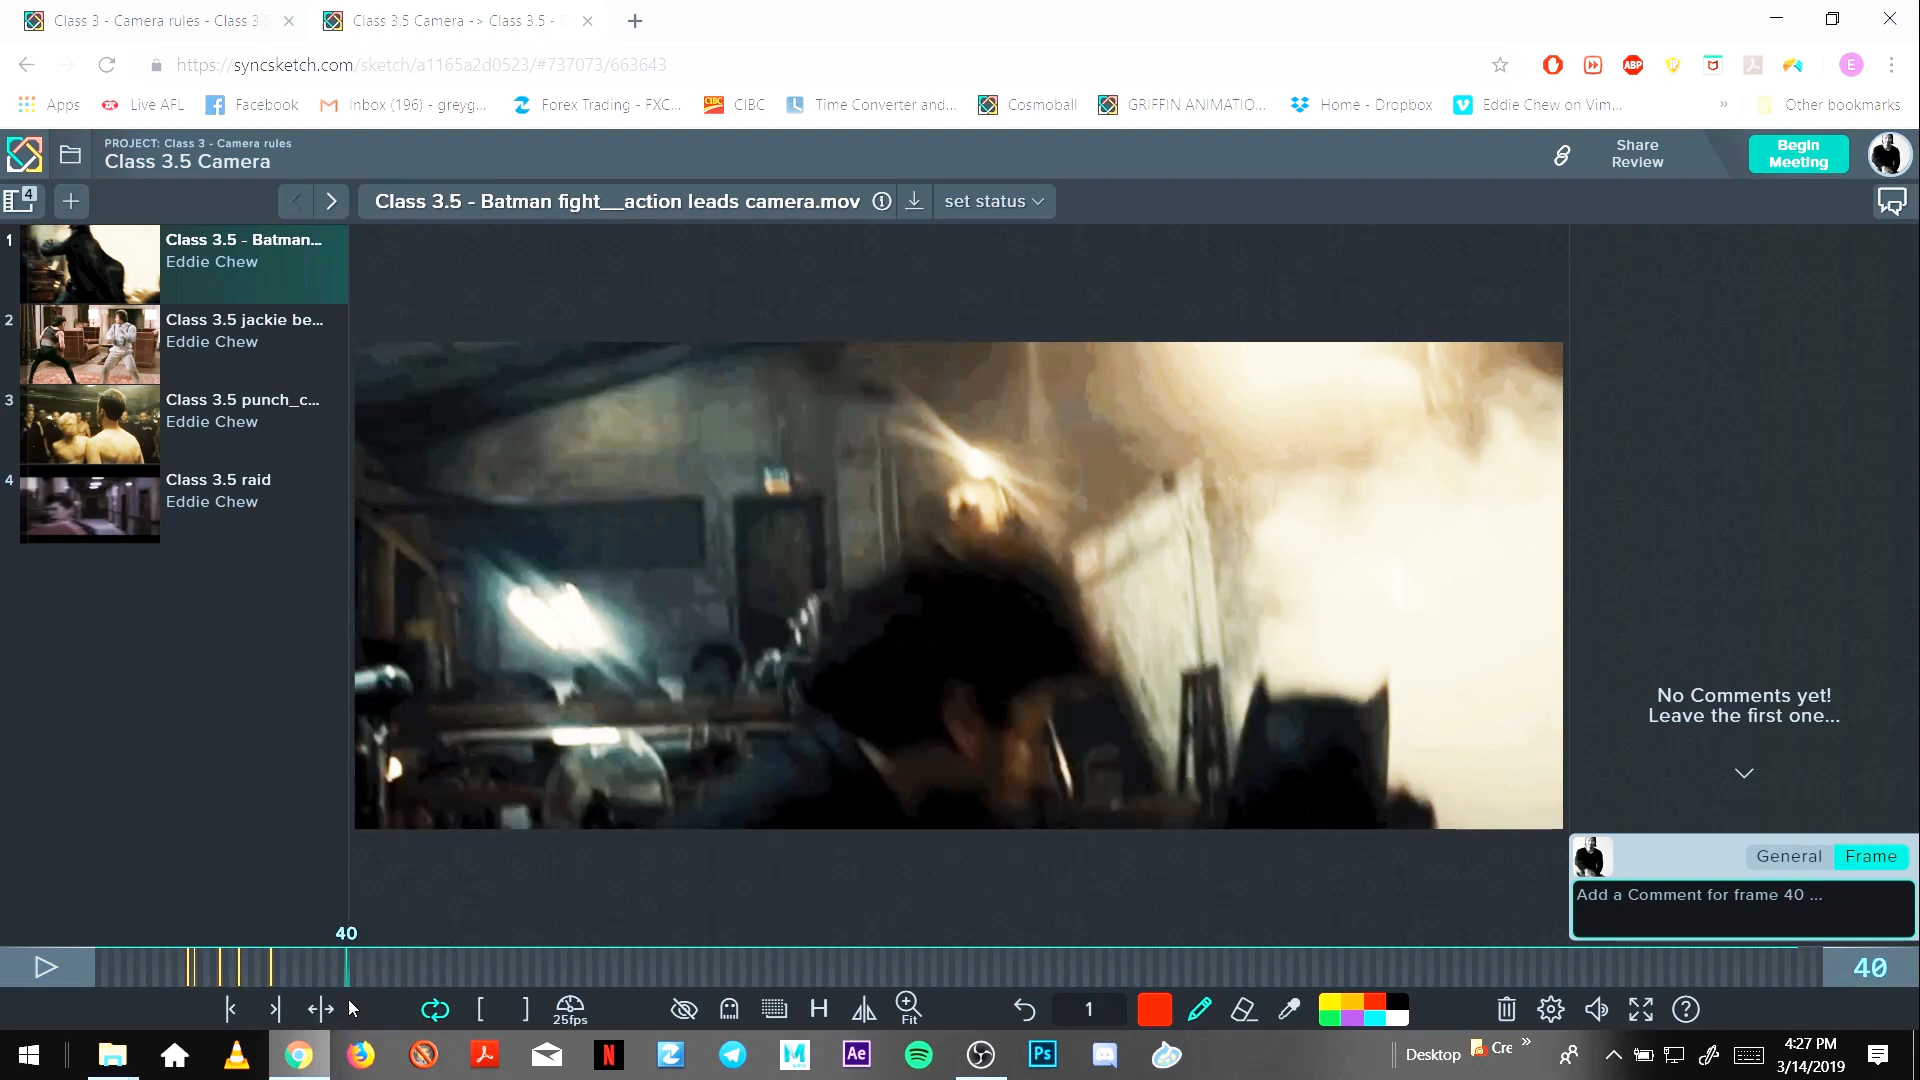 Class 3 - Camera rules - Class 3.5
Class 3.5 Camera -> Class 3.5 -
https://syncsketch.com/sketch/a1165a2d0523/#737073/663643
ABP
E
Apps
Live AFL
Facebook
Inbox (196) - greyg...
Forex Trading - FXC...
CIBC
CIBC
Time Converter and...
Cosmoball
GRIFFIN ANIMATIO...
Home - Dropbox
Eddie Chew on Vim...
»
Other bookmarks
PROJECT: Class 3 - Camera rules
Class 3.5 Camera
Share
Review
Begin
Meeting
4
Class 3.5 - Batman fight__action leads camera.mov
set status
1
Class 3.5 - Batman...
Eddie Chew
2
Class 3.5 jackie be...
Eddie Chew
3
Class 3.5 punch_c...
Eddie Chew
4
Class 3.5 raid
Eddie Chew
No Comments yet!
Leave the first one...
General
Frame
Add a Comment for frame 40 ...
40
40
25fps
H
Fit
1
N
M
Ae
Ps
Desktop
Cre
»
4:27 PM
3/14/2019